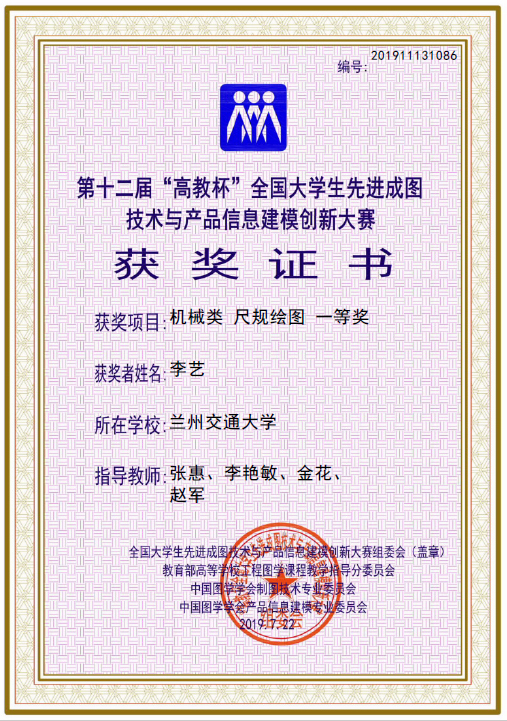 编号:
201911131086
第十二届“高教杯”全国大学生先进成图
技术与产品信息建模创新大赛
获奖证书
获奖项目:机械类 尺规绘图 一等奖
获奖者姓名:李艺
所在学校:兰州交通大学
指导教师:张惠、李艳敏、金花、
赵军
全国大学生先进成图技术与产品信息建模创新大赛组委会（盖章）
教育部高等学校工程图学课程教学指导分委员会
中国图学学会制图技术专业委员会
中国图学学会产品信息建模专业委员会
2019.7.22
组委会